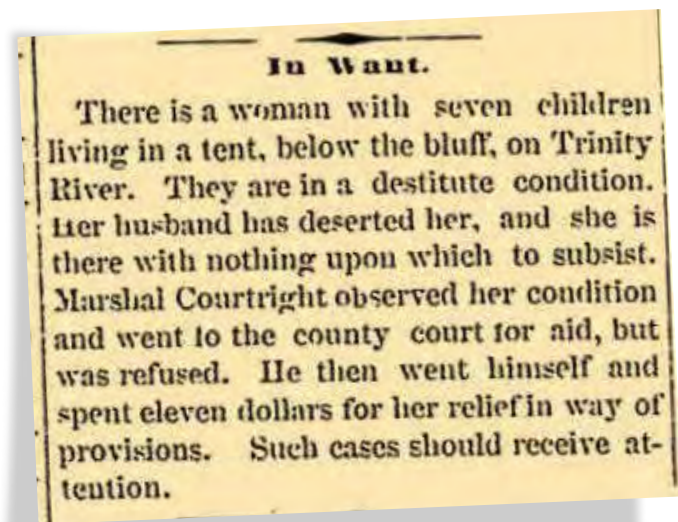 In Want.
There is a woman with seven children
living in a tent, below the bluff, on Trinity
River. They are in a destitute condition.
Her husband has deserted her, and she is
there with nothing upon which to subsist.
Marshal Courtright observed her condition
and went to the county court for aid, but
was refused. He then went himself and
spent eleven dollars for her relief in way of
provisions. Such cases should receive at-
tention.